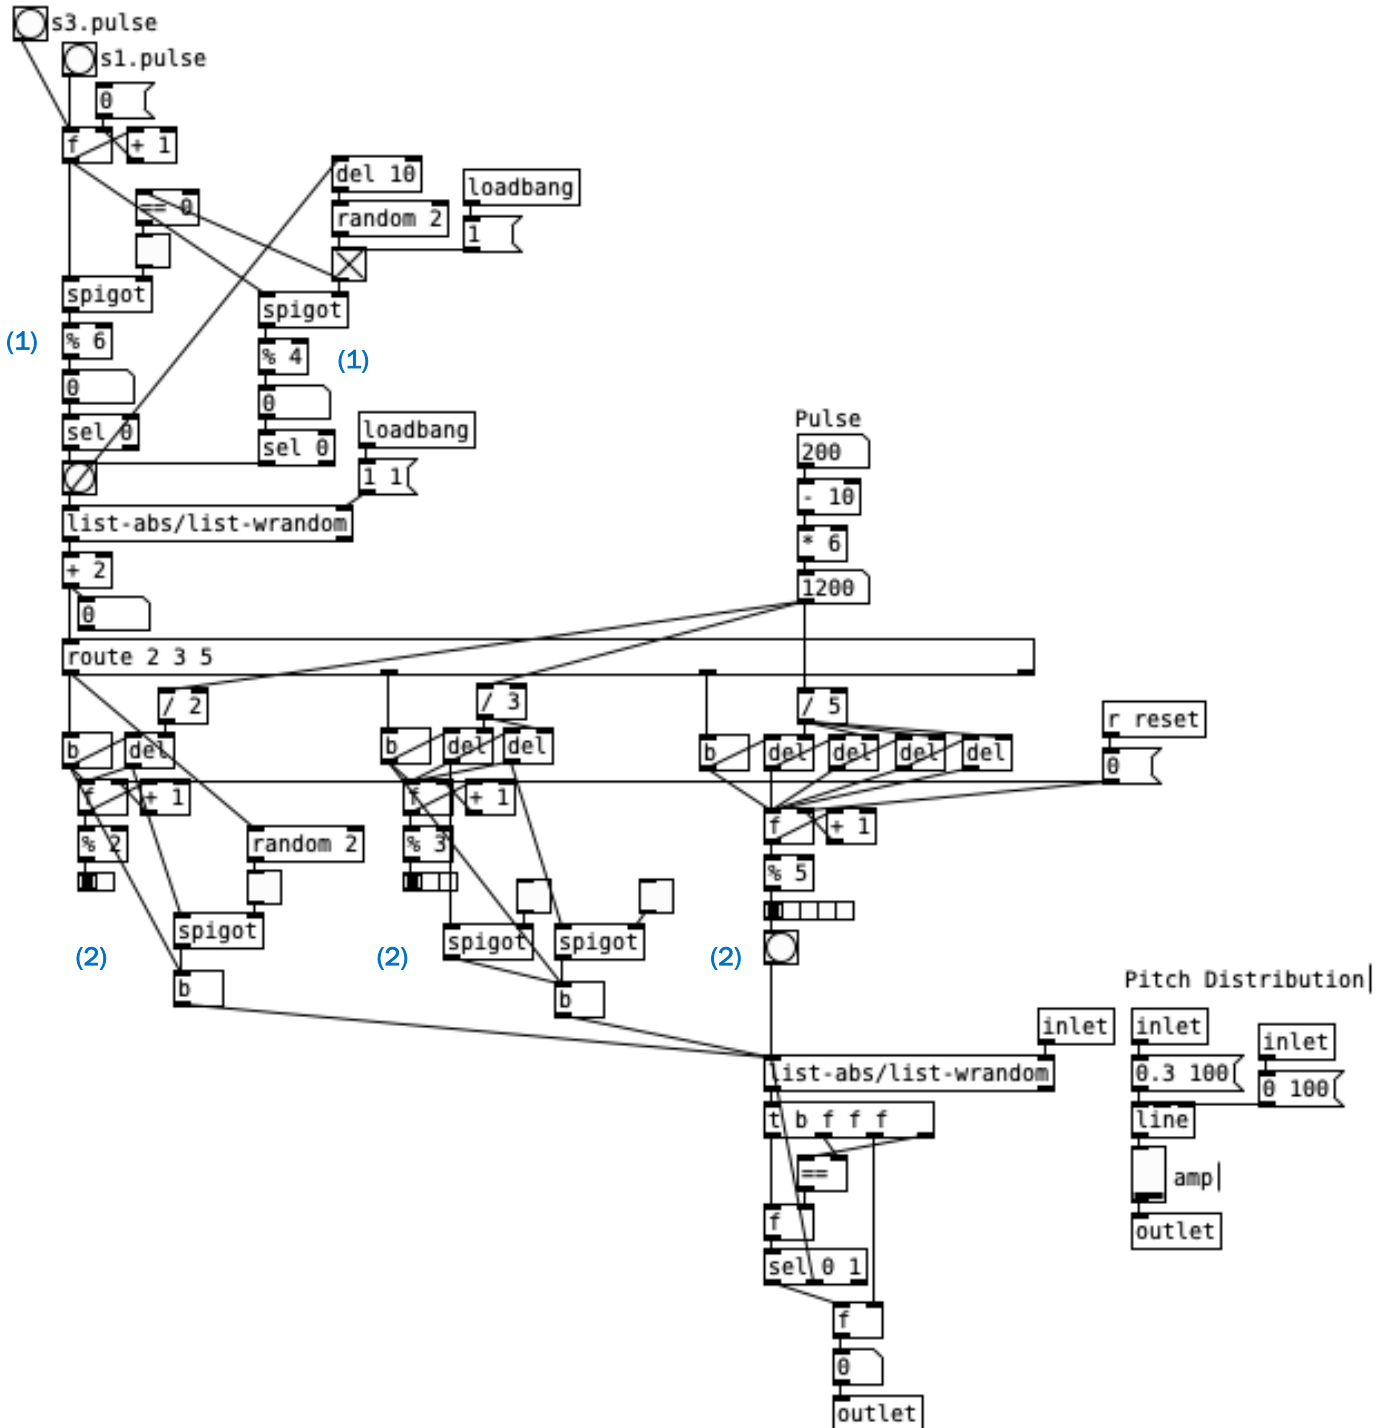 s3.pulse
s1.pulse
0
f
+ 1
del 10
loadbang
== 0
random 2
1
spigot
spigot
(1)
% 6
% 4
(1)
0
0
sel 0
sel 0
loadbang
1 1
Pulse
200
- 10
* 6
1200
list-abs/list-wrandom
+ 2
0
route 2 3 5
/ 2
/ 3
/ 5
r reset
0
b
del
b
del
del
b
del
del
del
del
f
+ 1
f
+ 1
f
+ 1
% 2
random 2
% 3
% 5
spigot
spigot
spigot
(2)
(2)
(2)
b
b
Pitch Distribution
inlet
inlet
inlet
list-abs/list-wrandom
0.3 100
0 100
t b f f f
line
==
amp
f
outlet
sel 0 1
f
0
outlet